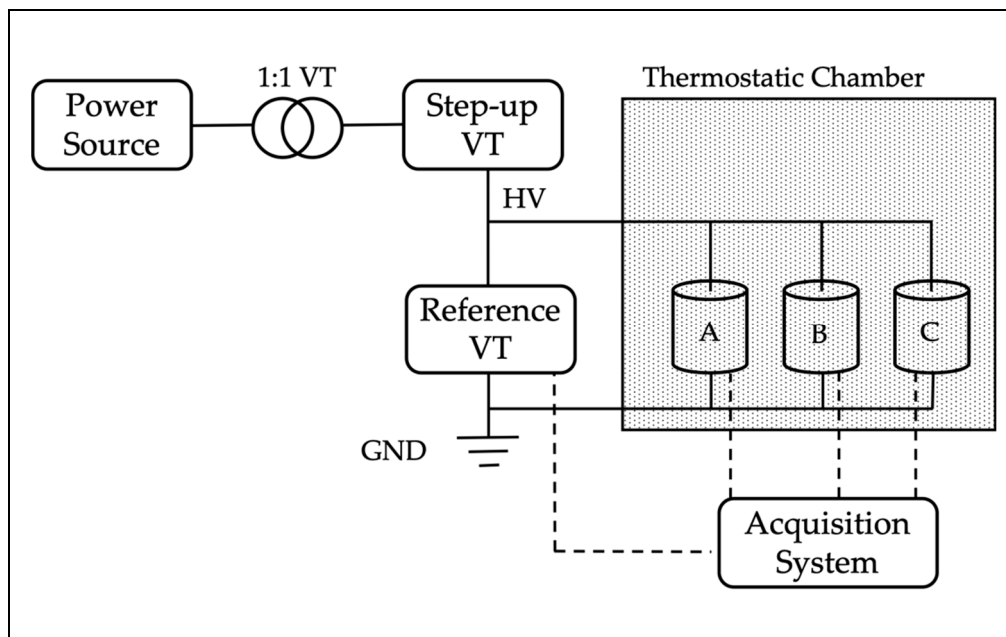 1:1 VT
Thermostatic Chamber
Power
Source
Step-up
VT
HV
Reference
VT
A
B
C
GND
Acquisition
System